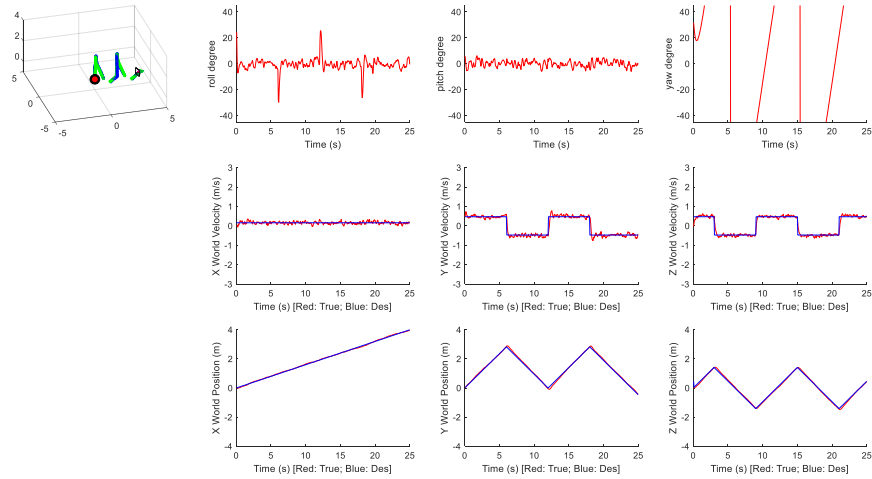 4
2
0
5
0
-5
-5
0
5
roll degree
40
20
0
-20
-40
0 5 10 15 20 25
Time (s)
pitch degree
40
20
0
-20
-40
0 5 10 15 20 25
Time (s)
yaw degree
40
20
0
-20
-40
0 5 10 15 20 25
Time (s)
X World Velocity (m/s)
3
2
1
0
-1
-2
-3
0 5 10 15 20 25
Time (s) [Red: True; Blue: Des]
Y World Velocity (m/s)
3
2
1
0
-1
-2
-3
0 5 10 15 20 25
Time (s) [Red: True; Blue: Des]
Z World Velocity (m/s)
3
2
1
0
-1
-2
-3
0 5 10 15 20 25
Time (s) [Red: True; Blue: Des]
X World Position (m)
4
2
0
-2
-4
0 5 10 15 20 25
Time (s) [Red: True; Blue: Des]
Y World Position (m)
4
2
0
-2
-4
0 5 10 15 20 25
Time (s) [Red: True; Blue: Des]
Z World Position (m)
4
2
0
-2
-4
0 5 10 15 20 25
Time (s) [Red: True; Blue: Des]